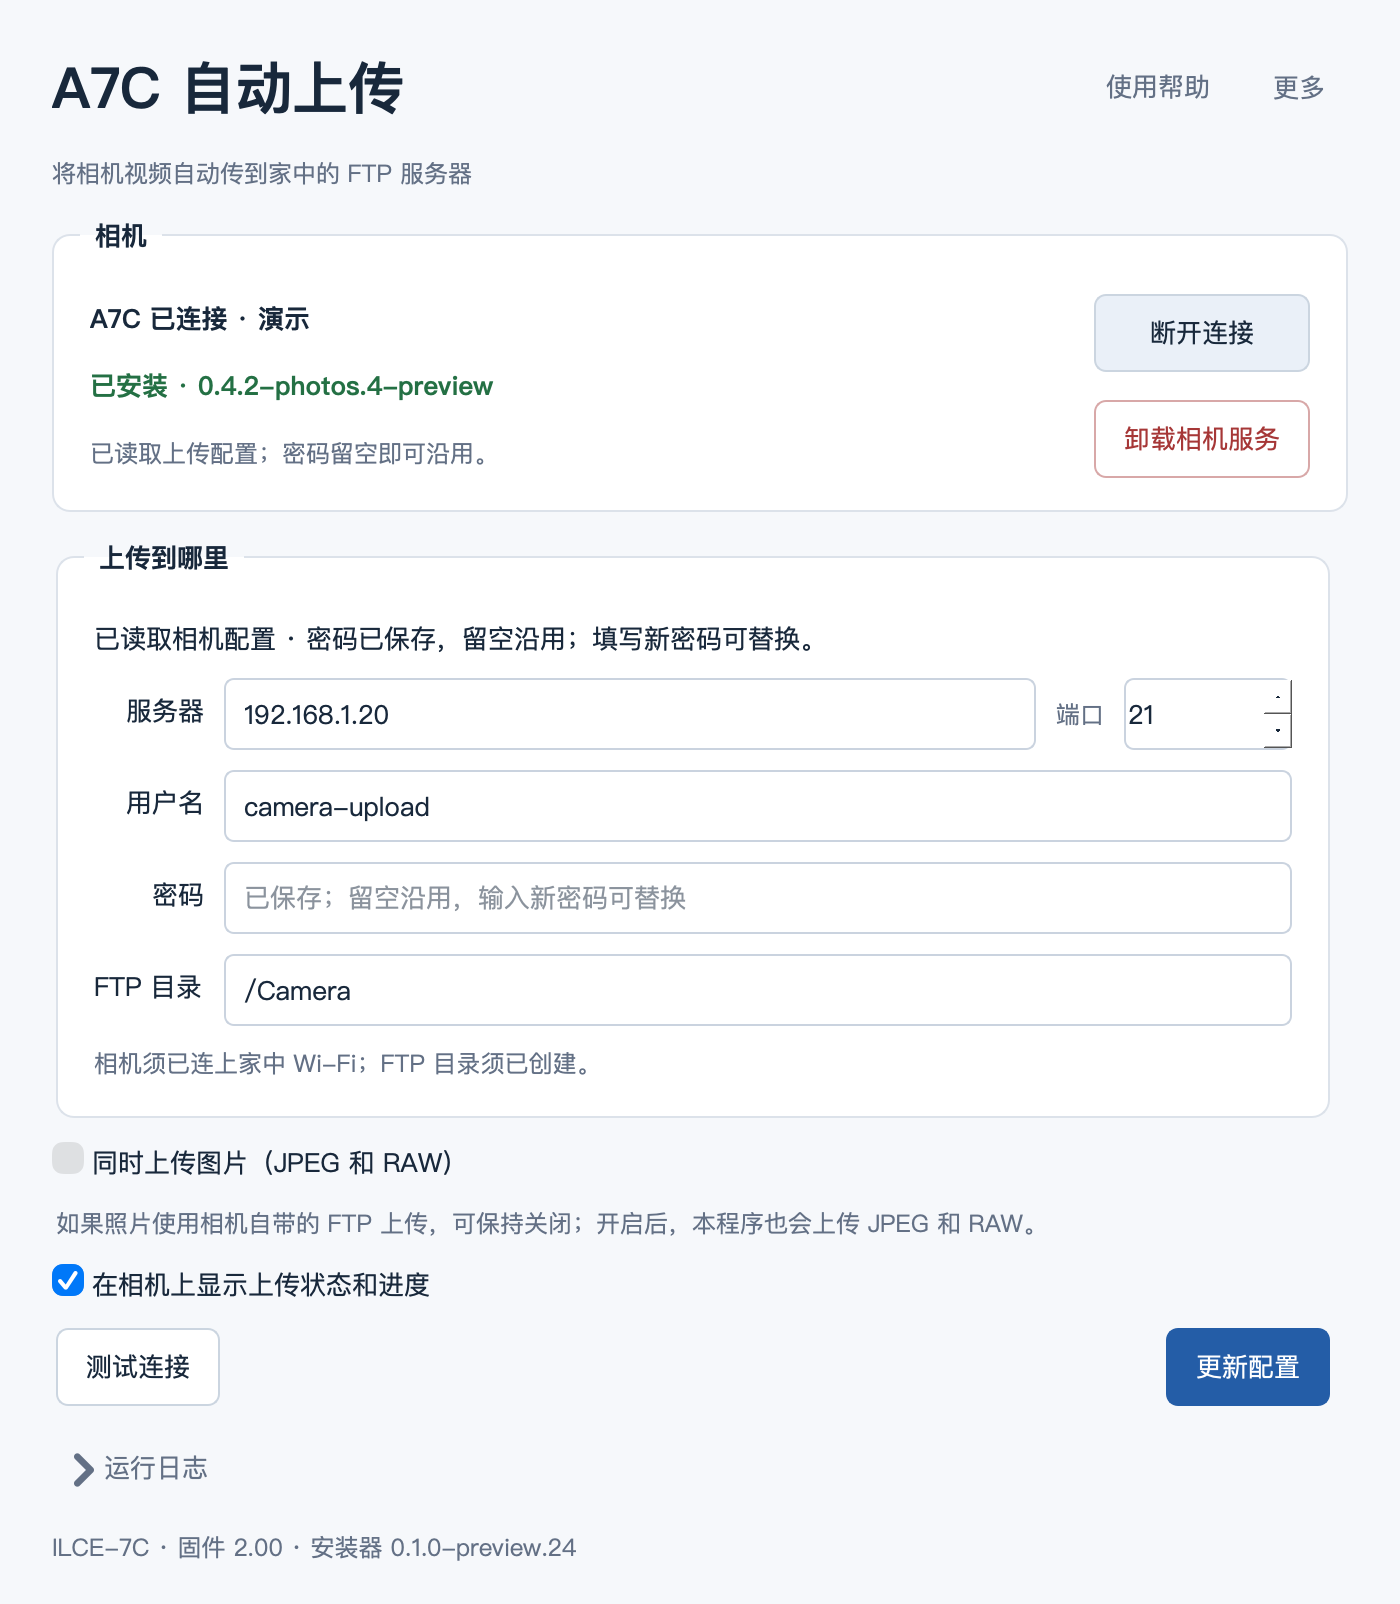 A7C 自动上传
使用帮助
更多
将相机视频自动传到家中的 FTP 服务器
相机
A7C 已连接 · 演示
断开连接
已安装 · 0.4.2-photos.4-preview
卸载相机服务
已读取上传配置；密码留空即可沿用。
上传到哪里
已读取相机配置 · 密码已保存，留空沿用；填写新密码可替换。
服务器 192.168.1.20 端口 21
用户名 camera-upload
密码 已保存；留空沿用，输入新密码可替换
FTP 目录 /Camera
相机须已连上家中 Wi-Fi；FTP 目录须已创建。
同时上传图片（JPEG 和 RAW）
如果照片使用相机自带的 FTP 上传，可保持关闭；开启后，本程序也会上传 JPEG 和 RAW。
在相机上显示上传状态和进度
测试连接
更新配置
运行日志
ILCE-7C · 固件 2.00 · 安装器 0.1.0-preview.24